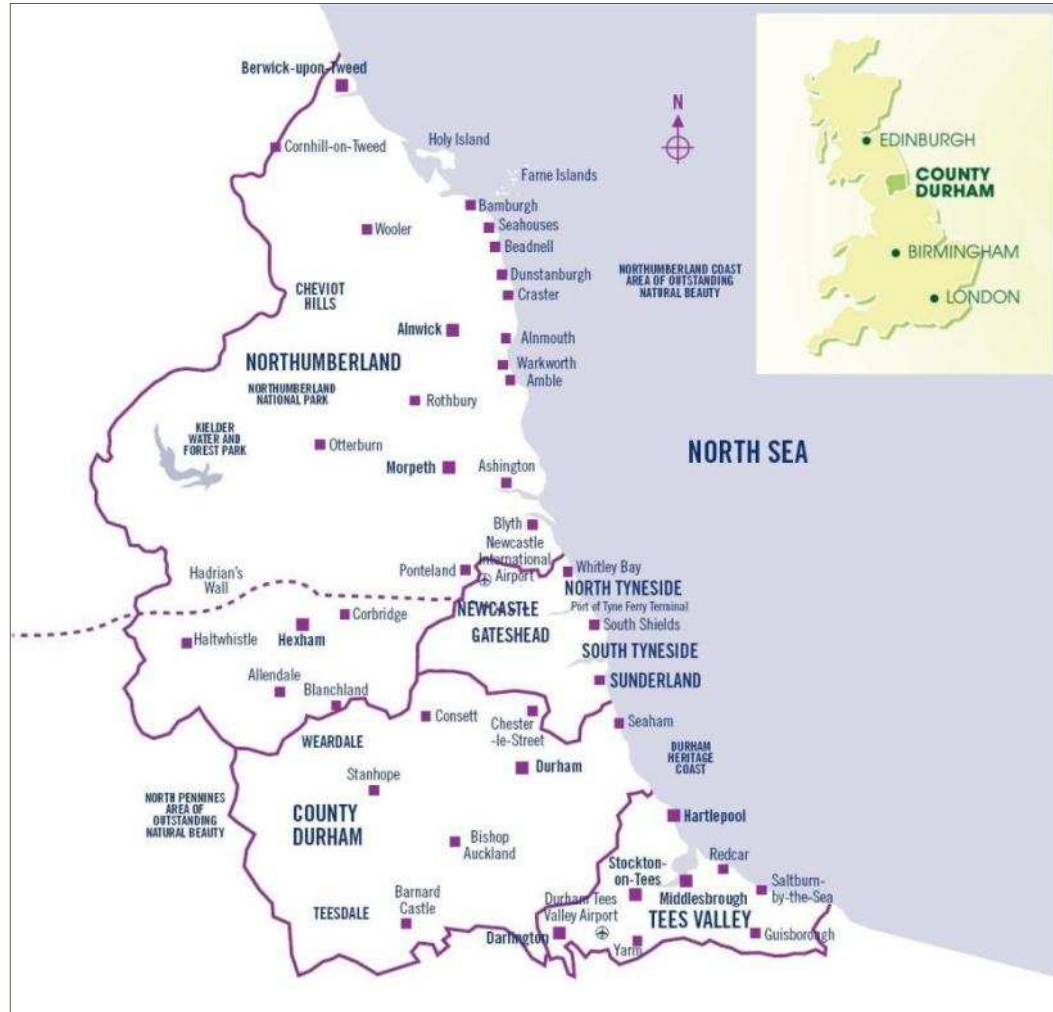 Berwick-upon-Tweed
N
Holy Island
Cornhill-on-Tweed
Farne Islands
Bamburgh
Wooler
Seahouses
Beadnell
CHEVIOT
HILLS
Dunstanburgh
NORTHUMBERLAND COAST
AREA OF OUTSTANDING
NATURAL BEAUTY
Craster
Alnwick
Alnmouth
NORTHUMBERLAND
Warkworth
Amble
NORTHUMBERLAND
NATIONAL PARK
Rothbury
KIELDER
WATER AND
FOREST PARK
Otterburn
NORTH SEA
Morpeth
Ashington
Blyth
Newcastle
International
Airport
Ponteland
Whitley Bay
Hadrian's
Wall
NORTH TYNESIDE
NEWCASTLE
Port of Tyne Ferry Terminal
Corbridge
South Shields
Hexham
GATESHEAD
Haltwhistle
SOUTH TYNESIDE
Allendale
SUNDERLAND
Blanchland
Consett
Chester
-le-Street
Seaham
WEARDALE
DURHAM
HERITAGE
COAST
Durham
Stanhope
NORTH PENNINES
AREA OF
OUTSTANDING
NATURAL BEAUTY
COUNTY
DURHAM
Hartlepool
Bishop
Auckland
Stockton-
on-Tees
Redcar
Middlesbrough
Saltburn-
by-the-Sea
Barnard
Castle
TEESDALE
Durham Tees
Valley Airport
TEES VALLEY
Darlington
Yarm
Guisborough
EDINBURGH
COUNTY
DURHAM
BIRMINGHAM
LONDON